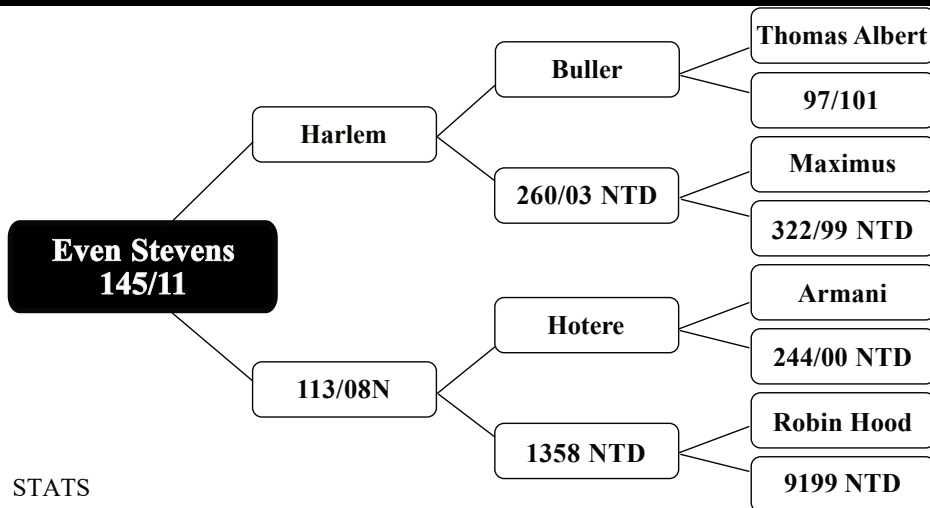 Thomas Albert
Buller
97/101
Harlem
Maximus
260/03 NTD
322/99 NTD
Even Stevens
145/11
Armani
Hotere
244/00 NTD
113/08N
Robin Hood
1358 NTD
9199 NTD
STATS